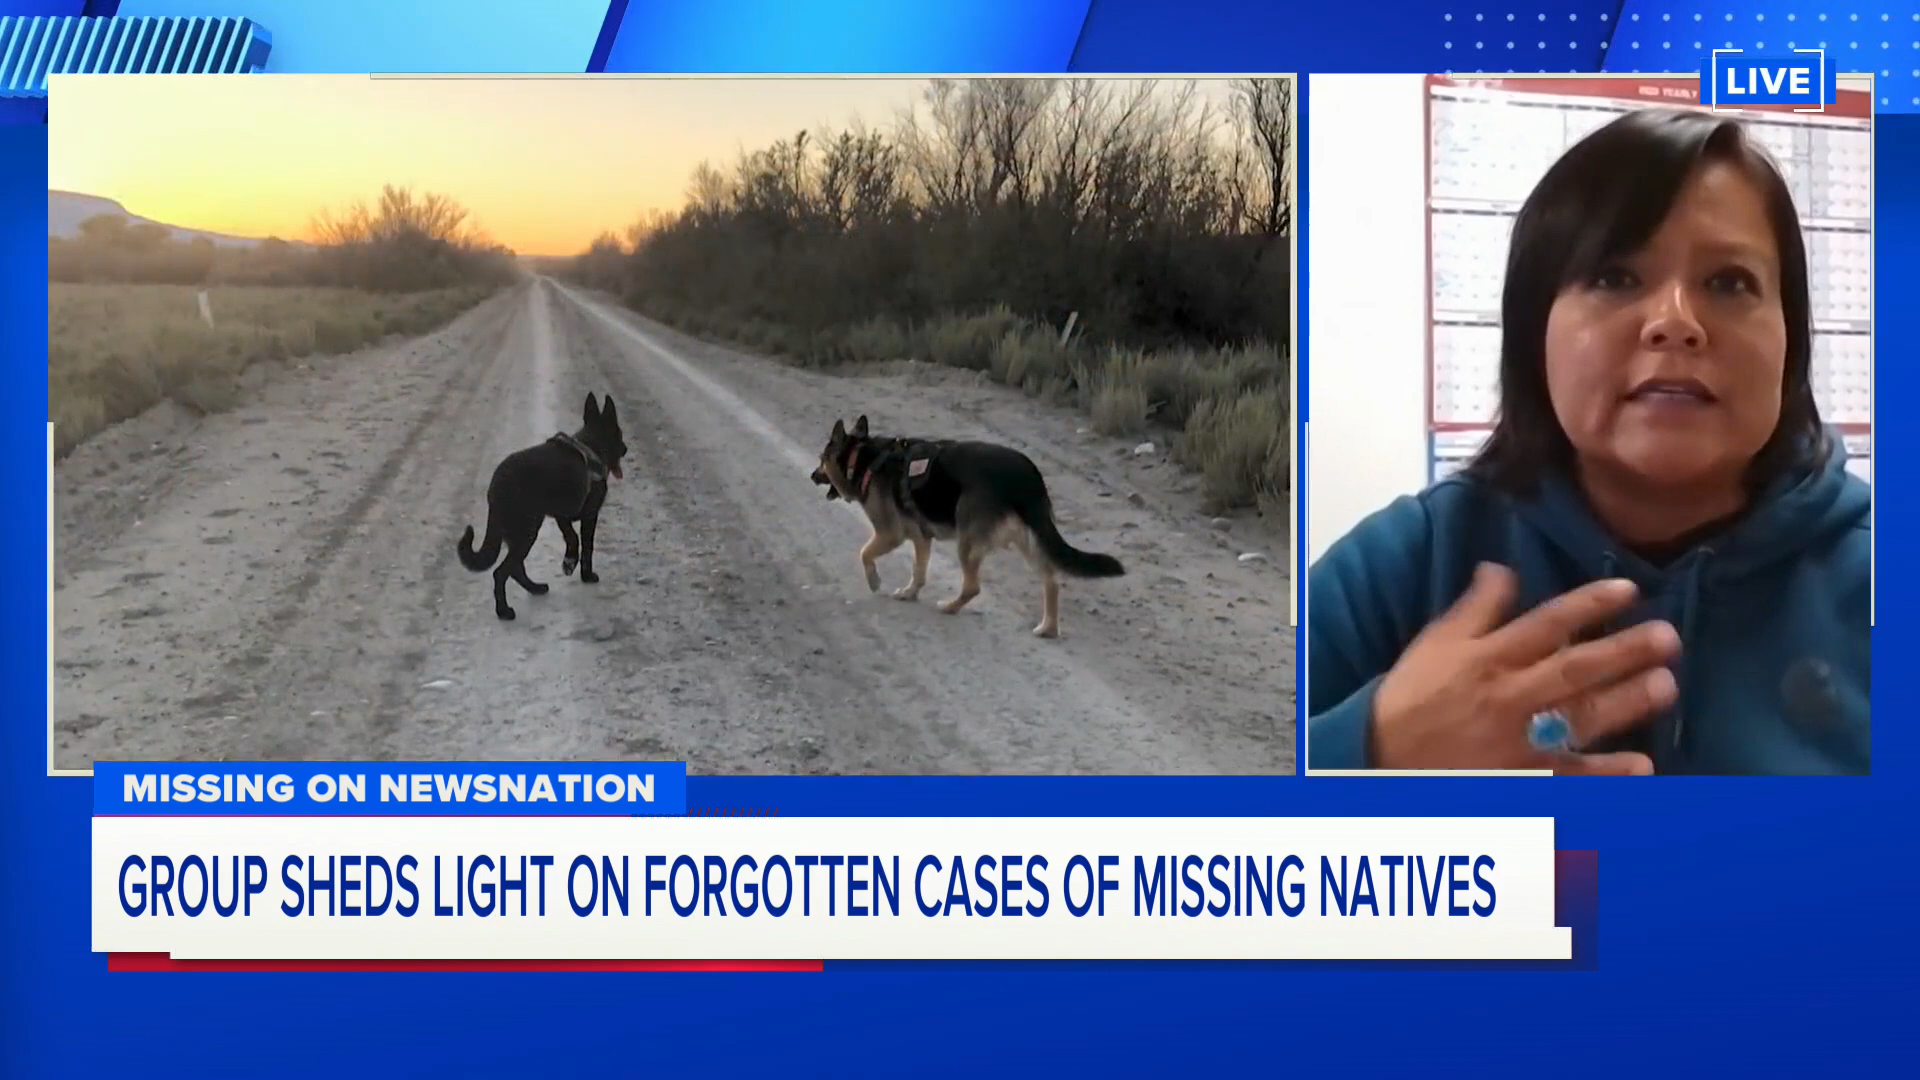 LIVE
MISSING ON NEWSNATION
GROUP SHEDS LIGHT ON FORGOTTEN CASES OF MISSING NATIVES